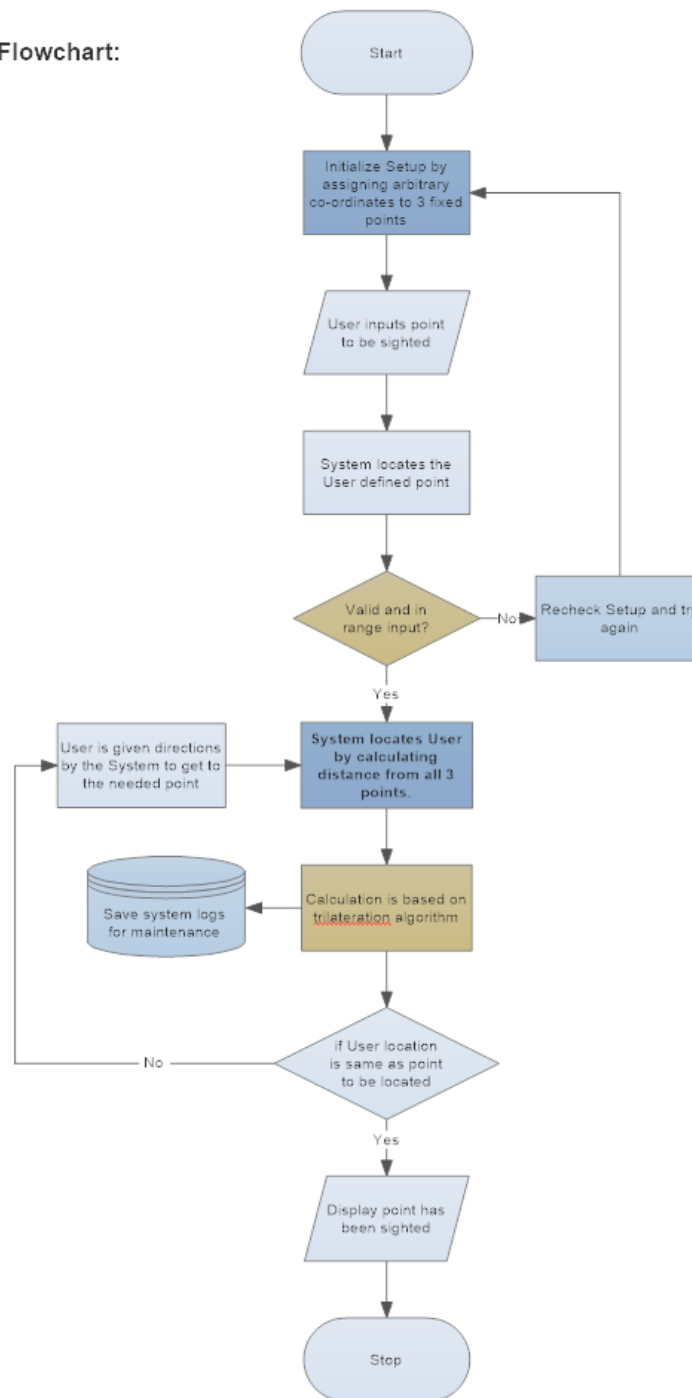 Flowchart:
Start
Initialize Setup by
assigning arbitrary
co-ordinates to 3 fixed
points
User inputs point
to be sighted
System locates the
User defined point
Valid and in
range input?
No
Recheck Setup and try
again
Yes
User is given directions
by the System to get to
the needed point
System locates User
by calculating
distance from all 3
points.
Save system logs
for maintenance
Calculation is based on
trilateration algorithm
if User location
is same as point
to be located
No
Yes
Display point has
been sighted
Stop